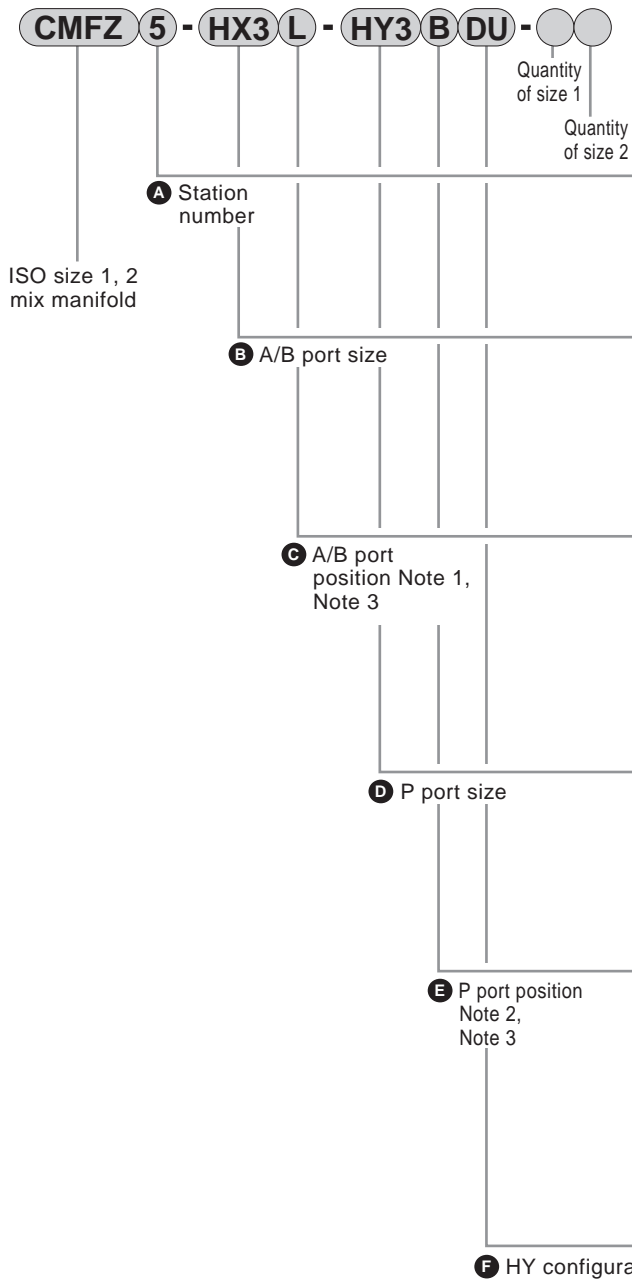 CMFZ 5 - HX3 L - HY3 B DU -
Quantity
of size 1
Quantity
of size 2
A Station
number
ISO size 1, 2
mix manifold
B A/B port size
C A/B port
position Note 1,
Note 3
D P port size
E P port position
Note 2,
Note 3
F HY configura